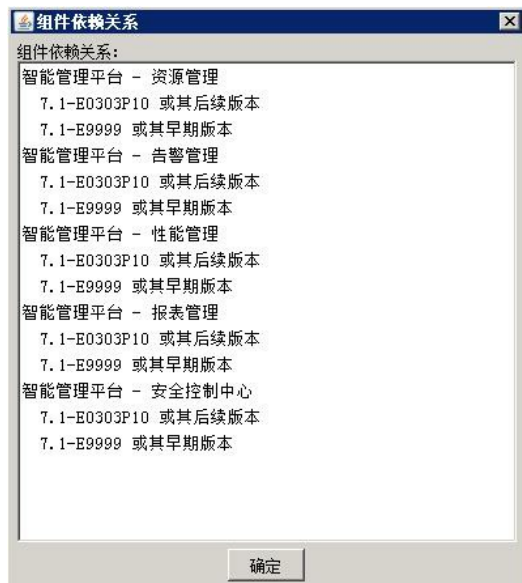 组件依赖关系
组件依赖关系:
智能管理平台 - 资源管理
7.1-E0303P10 或其后续版本
7.1-E9999 或其早期版本
智能管理平台 - 告警管理
7.1-E0303P10 或其后续版本
7.1-E9999 或其早期版本
智能管理平台 - 性能管理
7.1-E0303P10 或其后续版本
7.1-E9999 或其早期版本
智能管理平台 - 报表管理
7.1-E0303P10 或其后续版本
7.1-E9999 或其早期版本
智能管理平台 - 安全控制中心
7.1-E0303P10 或其后续版本
7.1-E9999 或其早期版本
确定